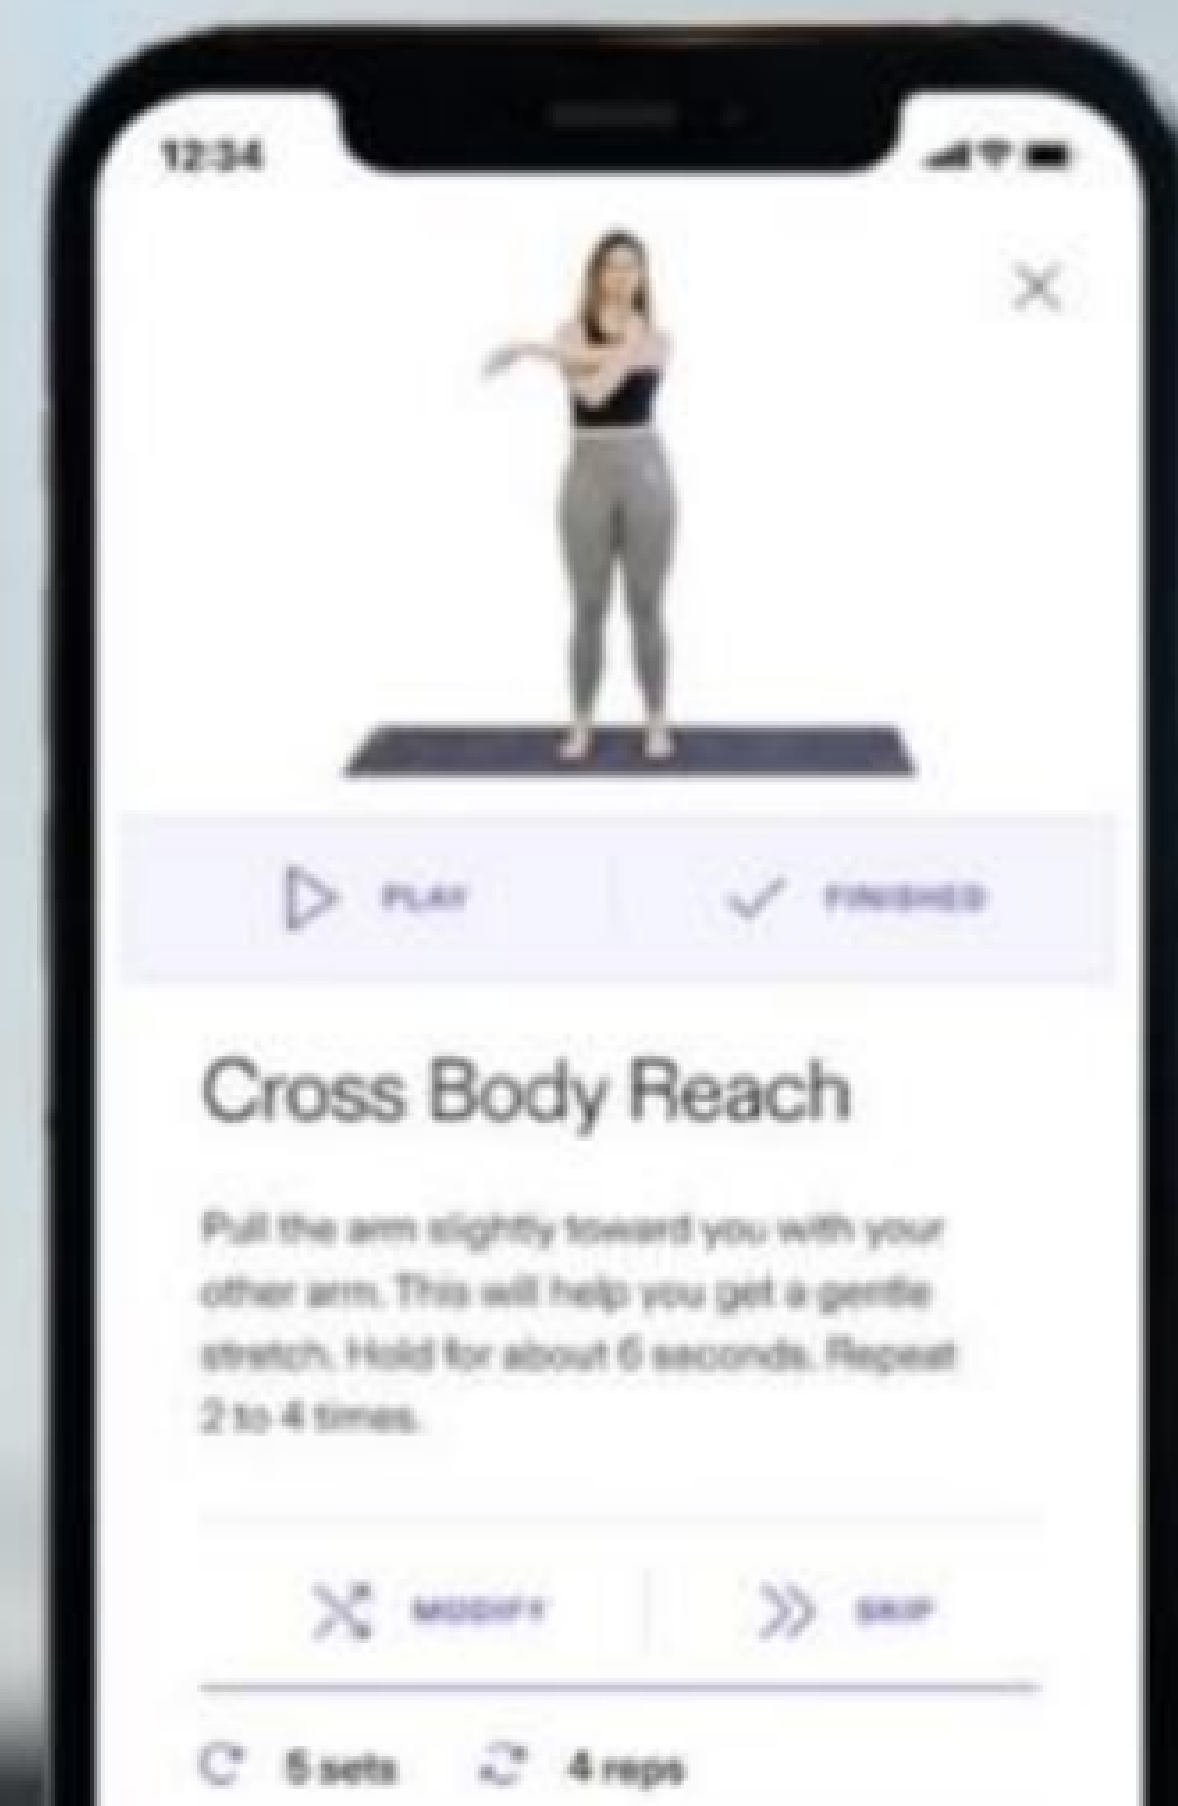 12:34
PLAY FINISHED
Cross Body Reach
Pull the arm slightly toward you with your
other arm. This will help you get a gentle
stretch. Hold for about 6 seconds. Repeat
2 to 4 times.
MODIFY SKIP
5 sets 4 reps